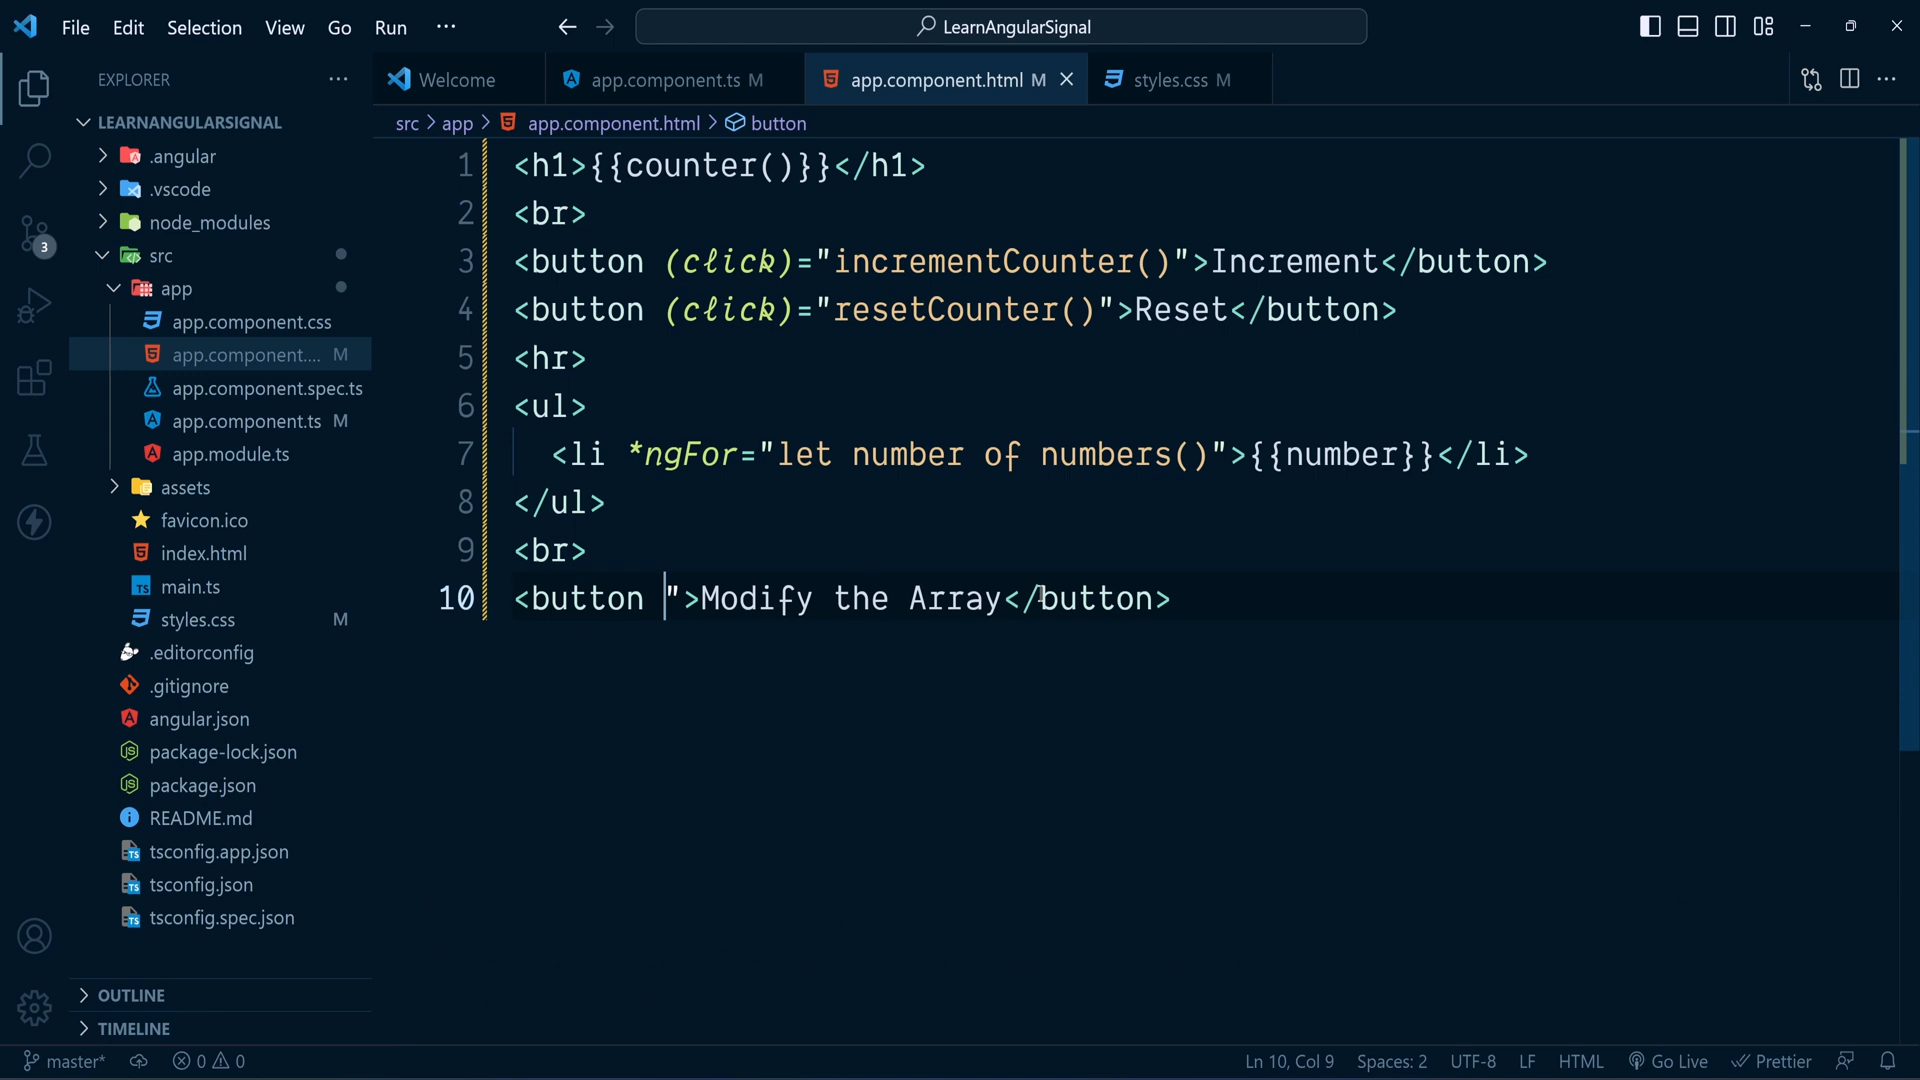 File Edit Selection View Go Run ··· LearnAngularSignal
EXPLORER ···
LEARNANGULARSIGNAL
.angular
.vscode
node_modules
src
app
app.component.css
app.component.... M
app.component.spec.ts
app.component.ts M
app.module.ts
assets
favicon.ico
index.html
main.ts
styles.css M
.editorconfig
.gitignore
angular.json
package-lock.json
package.json
README.md
tsconfig.app.json
tsconfig.json
tsconfig.spec.json
OUTLINE
TIMELINE
3
Welcome app.component.ts M app.component.html M styles.css M
src > app > app.component.html > button
1 <h1>{{counter()}}</h1>
2 <br>
3 <button (click)="incrementCounter()">Increment</button>
4 <button (click)="resetCounter()">Reset</button>
5 <hr>
6 <ul>
7 <li *ngFor="let number of numbers()">{{number}}</li>
8 </ul>
9 <br>
10 <button ">Modify the Array</button>
master* 0 0 Ln 10, Col 9 Spaces: 2 UTF-8 LF HTML Go Live Prettier